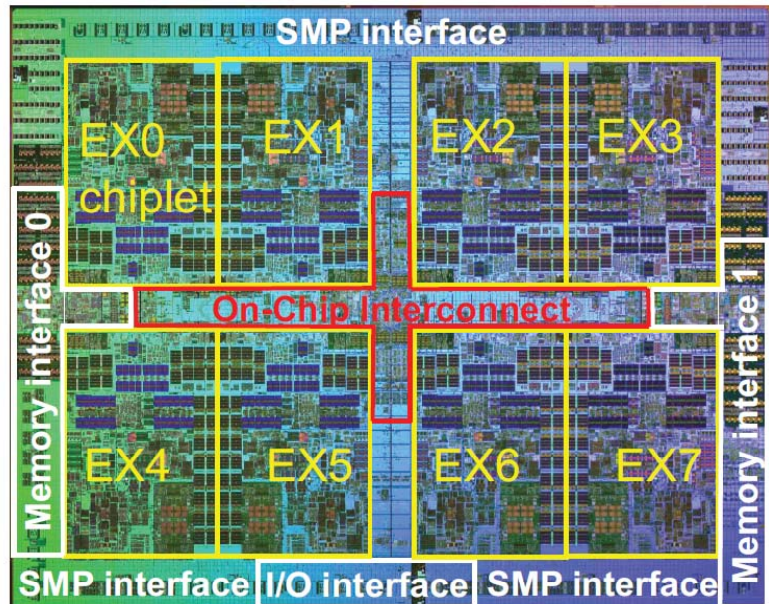 SMP interface
EX0
chiplet
EX1
EX2
EX3
Memory interface 0
On-Chip Interconnect
Memory interface 1
EX4
EX5
EX6
EX7
SMP interface
I/O interface
SMP interface